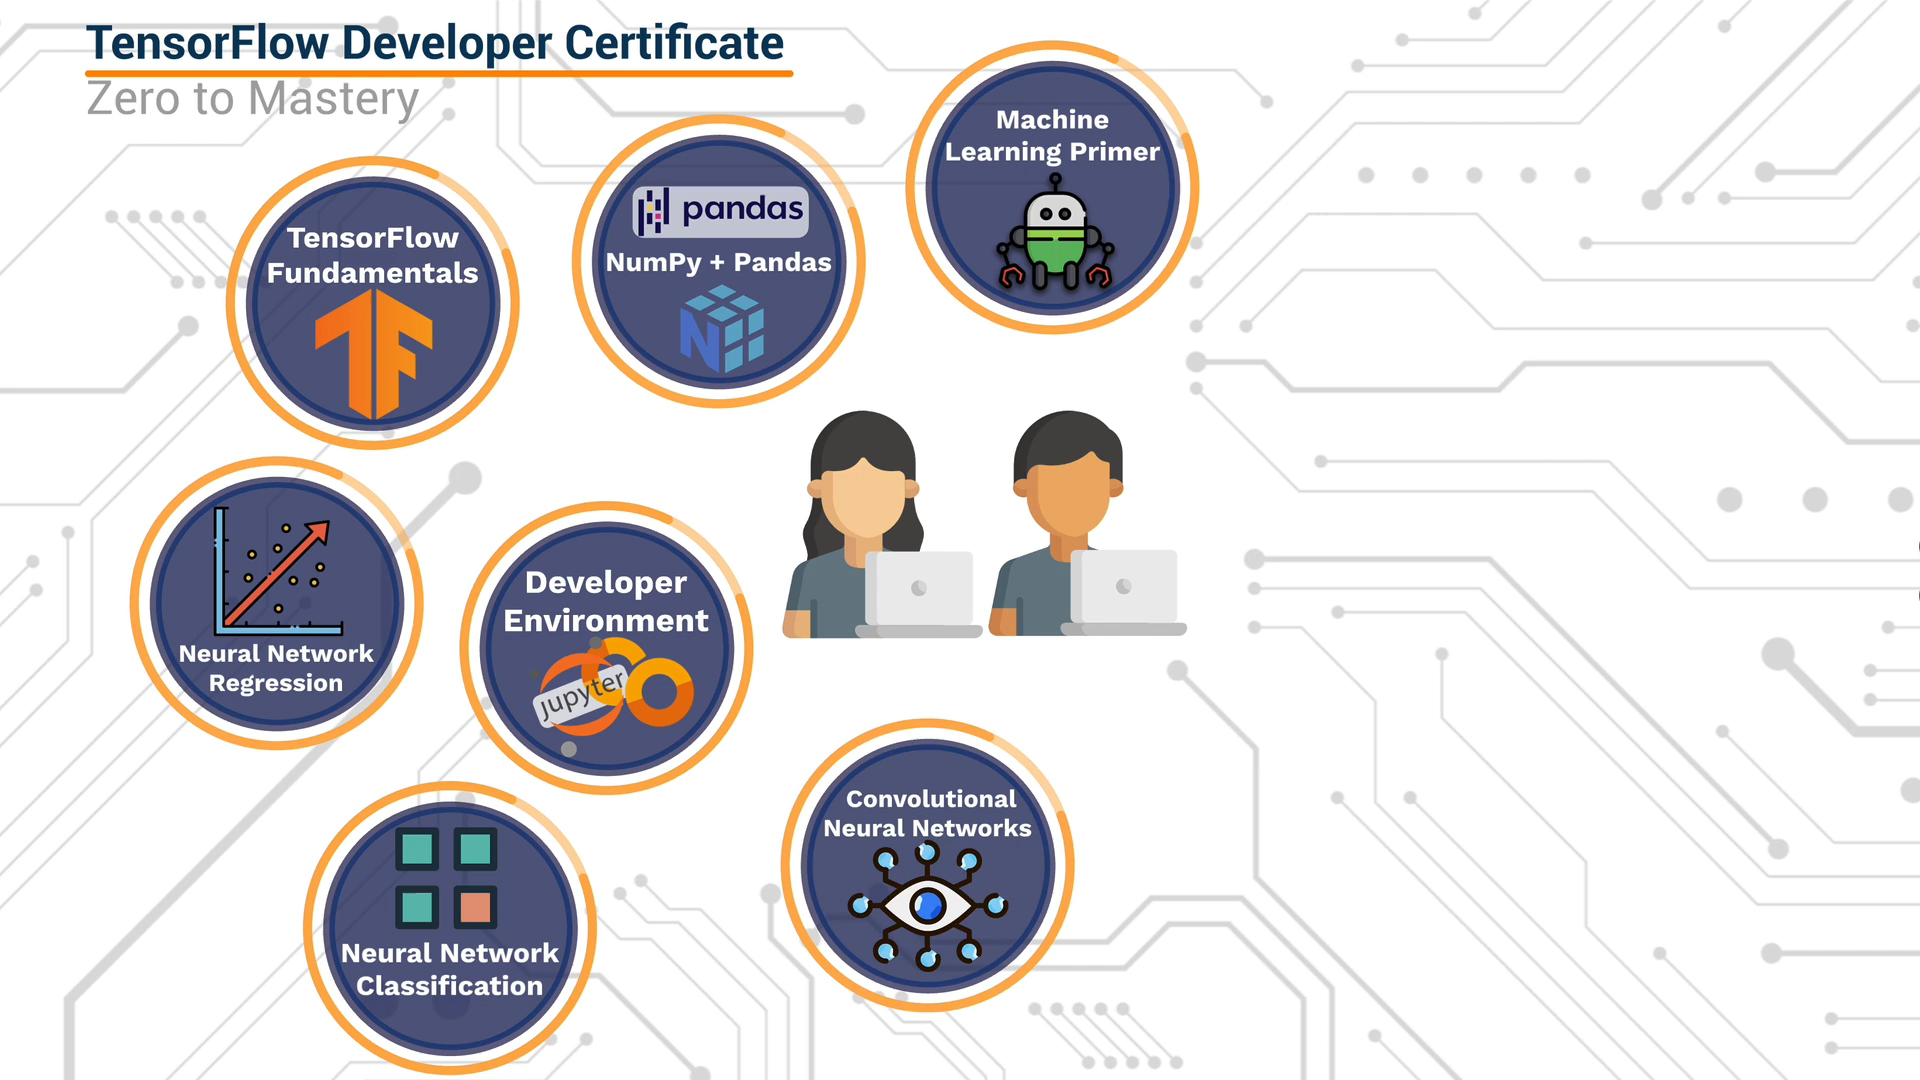 TensorFlow Developer Certificate
Zero to Mastery
Machine
Learning Primer
pandas
NumPy + Pandas
N
TensorFlow
Fundamentals
Neural Network
Regression
Developer
Environment
jupyter
Convolutional
Neural Networks
Neural Network
Classification